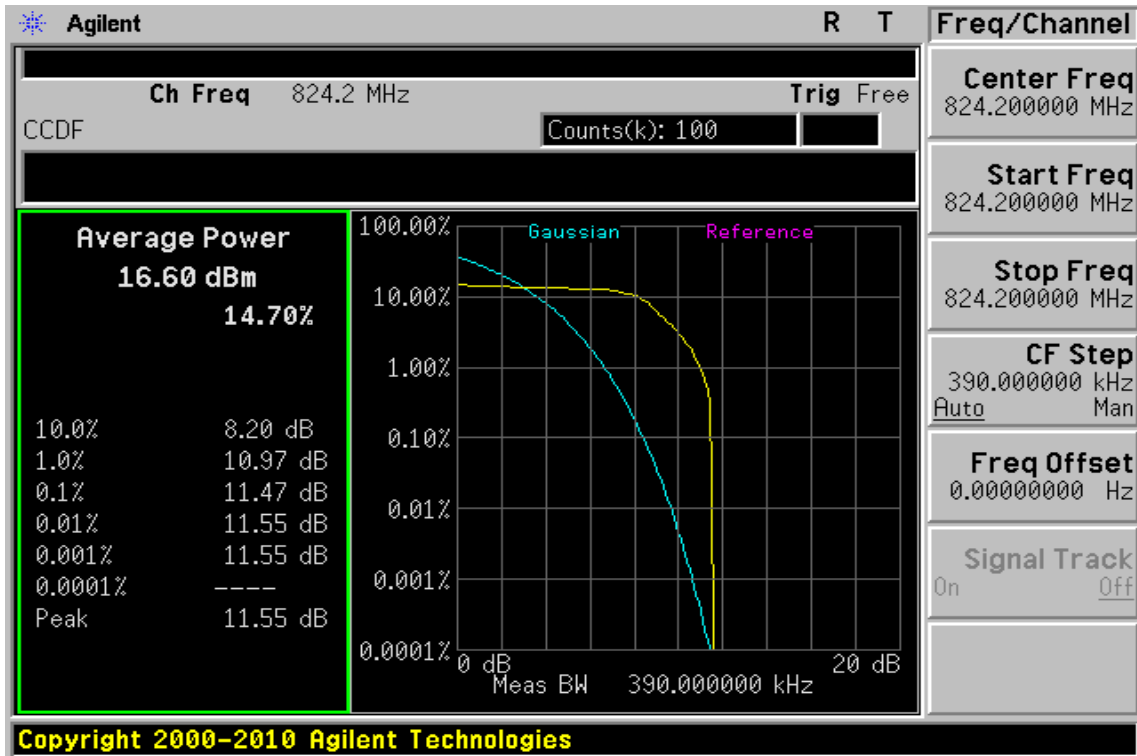 Agilent R T
Ch Freq 824.2 MHz Trig Free
CCDF Counts(k): 100
Average Power
16.60 dBm
14.70%
10.0% 8.20 dB
1.0% 10.97 dB
0.1% 11.47 dB
0.01% 11.55 dB
0.001% 11.55 dB
0.0001% ----
Peak 11.55 dB
Gaussian Reference
100.00%
10.00%
1.00%
0.10%
0.01%
0.001%
0.0001%
0 dB 20 dB
Meas BW 390.000000 kHz
Freq/Channel
Center Freq
824.200000 MHz
Start Freq
824.200000 MHz
Stop Freq
824.200000 MHz
CF Step
390.000000 kHz
Auto Man
Freq Offset
0.00000000 Hz
Signal Track
On Off
Copyright 2000-2010 Agilent Technologies